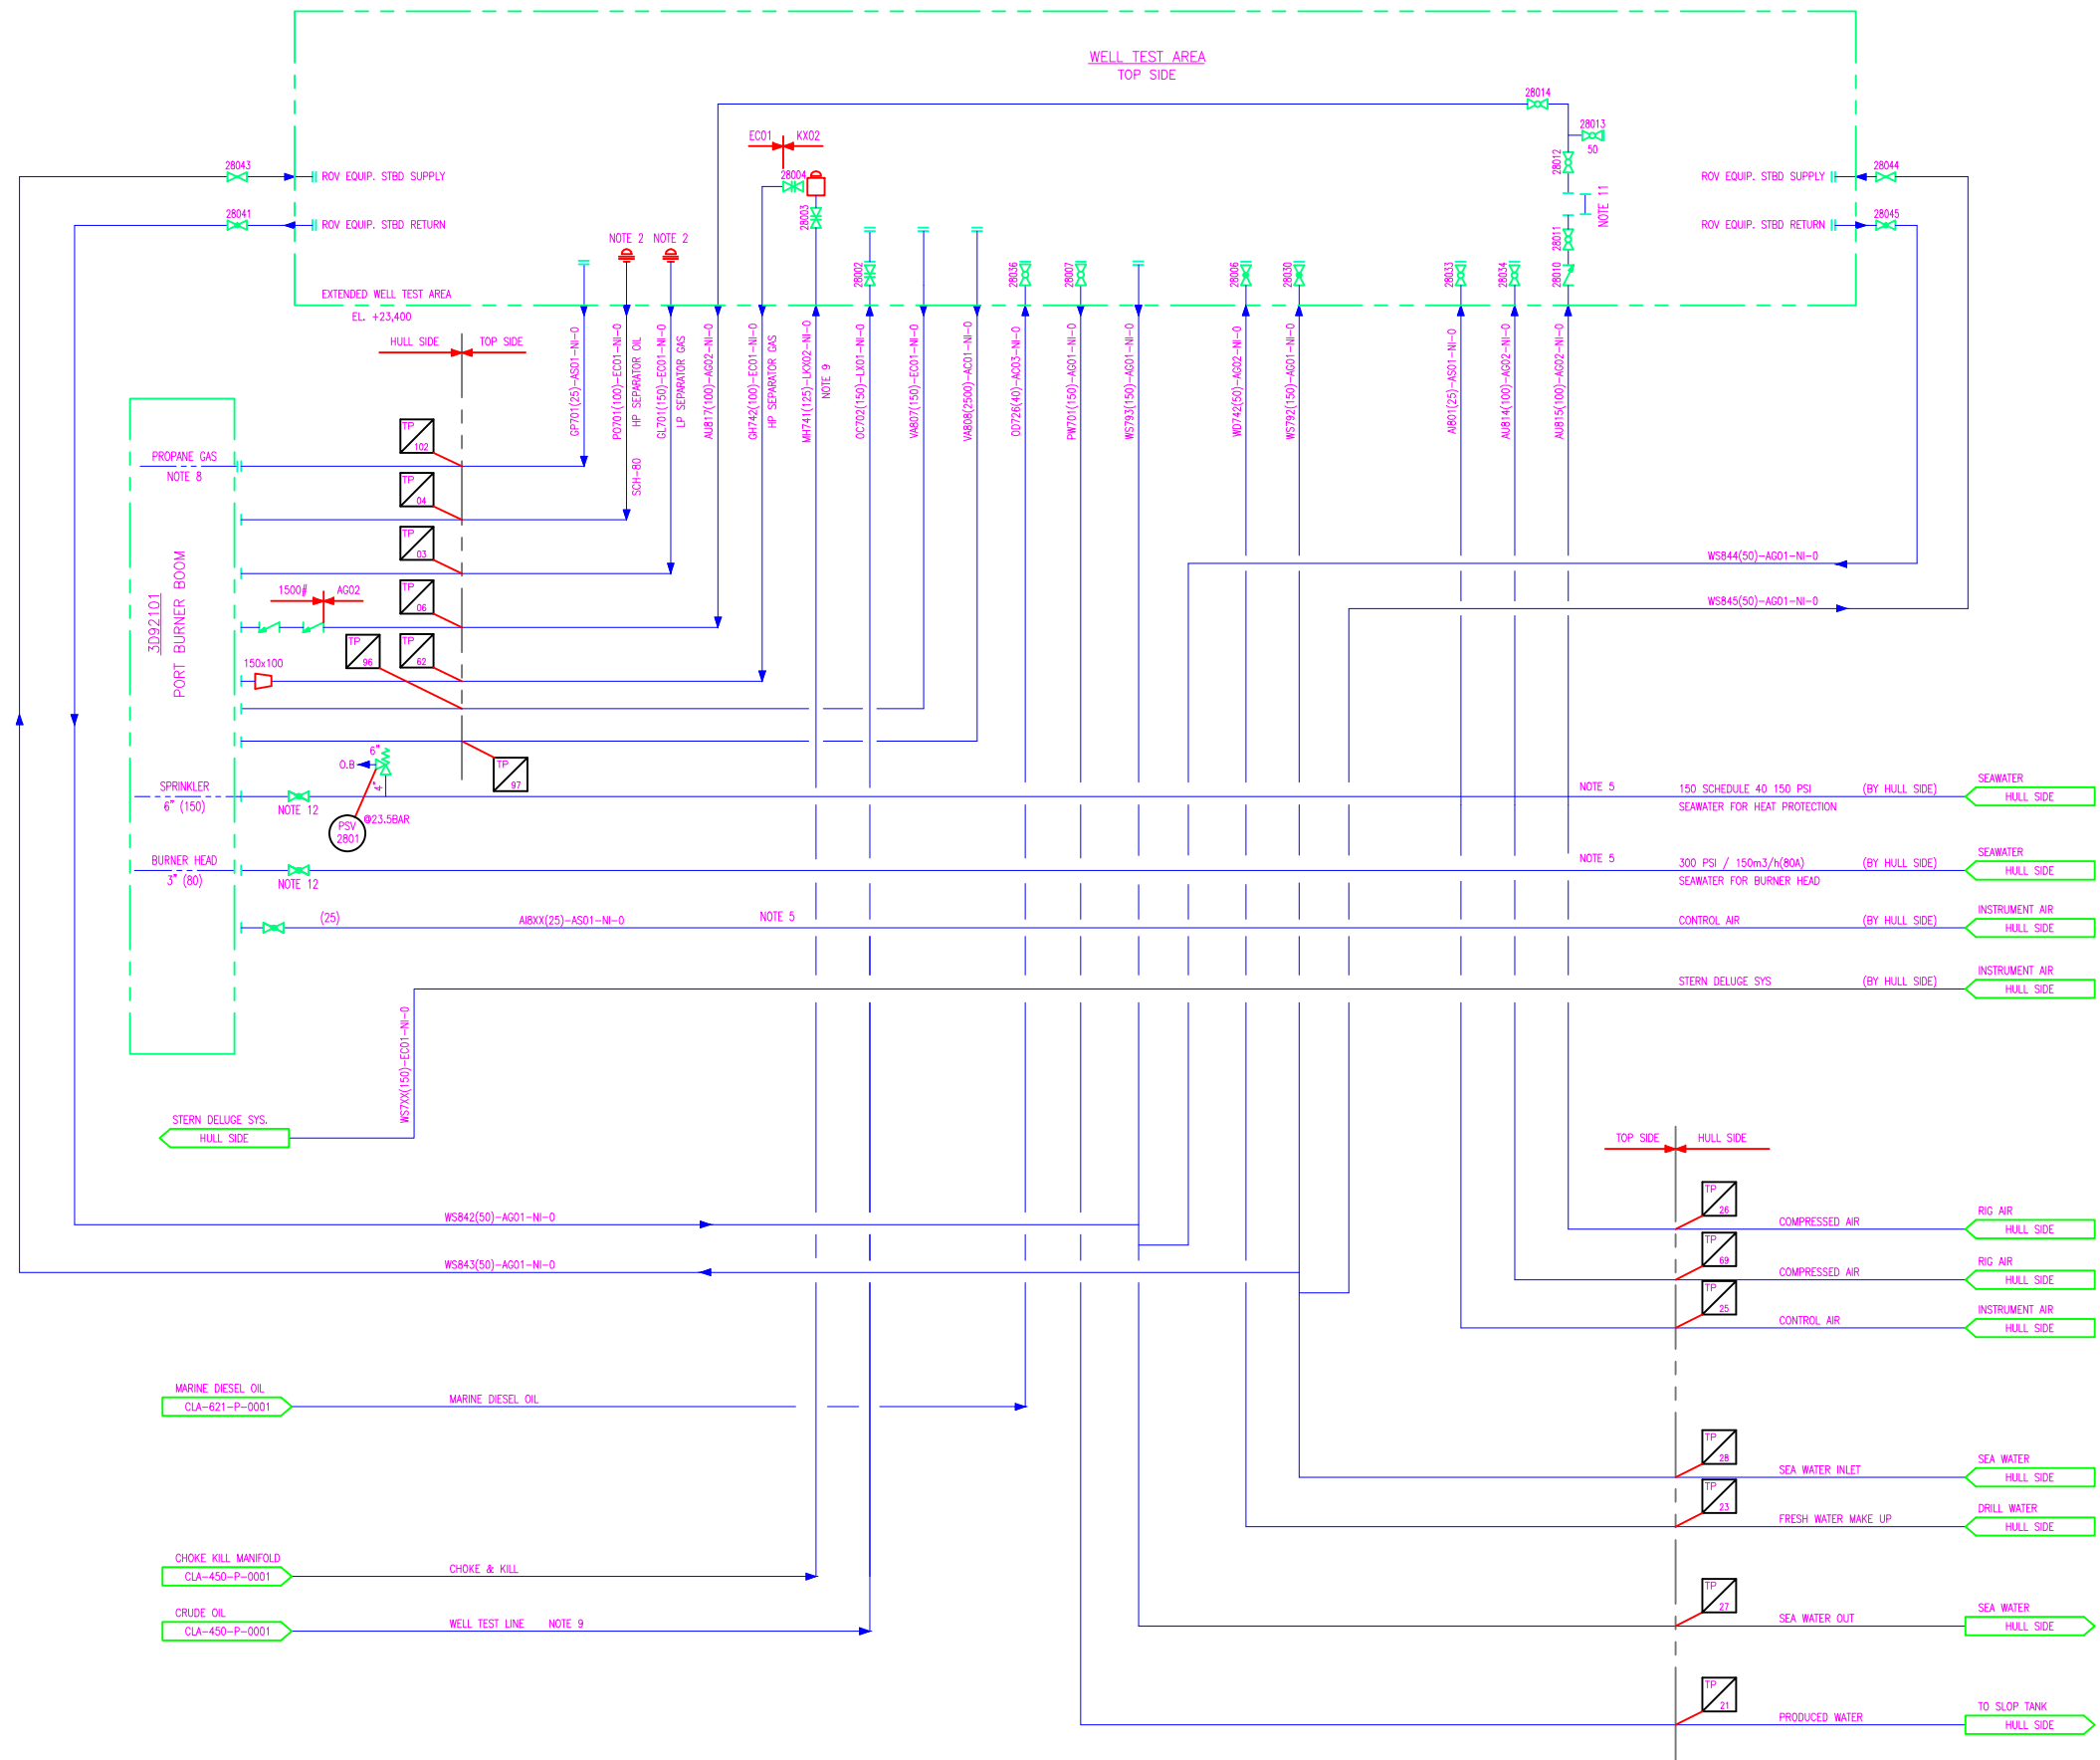 WELL TEST AREA
TOP SIDE
28014
28013
50
28012
NOTE 11
28011
28010
EC01 KX02
28004
28003
28043
ROV EQUIP. STBD SUPPLY
28041
ROV EQUIP. STBD RETURN
ROV EQUIP. STBD SUPPLY
28044
ROV EQUIP. STBD RETURN
28045
NOTE 2 NOTE 2
28002
28036
28007
28006
28030
28033
28034
EXTENDED WELL TEST AREA
EL. +23,400
HULL SIDE TOP SIDE
GP701(25)-AS01-NI-0
PO701(100)-EC01-NI-0
HP SEPARATOR OIL
SCH-80
GL701(150)-EC01-NI-0
LP SEPARATOR GAS
AU817(100)-AG02-NI-0
GH742(100)-EC01-NI-0
HP SEPARATOR GAS
MH741(125)-LKX02-NI-0
NOTE 9
OC702(150)-LX01-NI-0
VA807(150)-EC01-NI-0
VA808(2500)-AC01-NI-0
OD726(40)-AC03-NI-0
PW701(150)-AG01-NI-0
WS793(150)-AG01-NI-0
WD742(50)-AG02-NI-0
WS792(150)-AG01-NI-0
AI801(25)-AS01-NI-0
AU814(100)-AG02-NI-0
AU815(100)-AG02-NI-0
TP
102
PROPANE GAS
NOTE 8
TP
04
TP
03
3D92101
PORT BURNER BOOM
1500# AG02
TP
06
TP
96
TP
62
150x100
TP
97
WS844(50)-AG01-NI-0
WS845(50)-AG01-NI-0
6"
O.B
4"
SPRINKLER
6" (150)
NOTE 12
PSV
2801
@23.5BAR
NOTE 5
150 SCHEDULE 40 150 PSI
(BY HULL SIDE)
SEAWATER FOR HEAT PROTECTION
SEAWATER
HULL SIDE
BURNER HEAD
3" (80)
NOTE 12
NOTE 5
300 PSI / 150m3/h(80A)
(BY HULL SIDE)
SEAWATER FOR BURNER HEAD
SEAWATER
HULL SIDE
(25)
AI8XX(25)-AS01-NI-0
NOTE 5
CONTROL AIR
(BY HULL SIDE)
INSTRUMENT AIR
HULL SIDE
STERN DELUGE SYS
(BY HULL SIDE)
INSTRUMENT AIR
HULL SIDE
WS7XX(150)-EC01-NI-0
STERN DELUGE SYS.
HULL SIDE
TOP SIDE HULL SIDE
WS842(50)-AG01-NI-0
WS843(50)-AG01-NI-0
TP
26
COMPRESSED AIR
RIG AIR
HULL SIDE
TP
69
COMPRESSED AIR
RIG AIR
HULL SIDE
TP
25
CONTROL AIR
INSTRUMENT AIR
HULL SIDE
MARINE DIESEL OIL
CLA-621-P-0001
MARINE DIESEL OIL
TP
28
SEA WATER INLET
SEA WATER
HULL SIDE
TP
23
FRESH WATER MAKE UP
DRILL WATER
HULL SIDE
CHOKE KILL MANIFOLD
CLA-450-P-0001
CHOKE & KILL
CRUDE OIL
CLA-450-P-0001
WELL TEST LINE NOTE 9
TP
27
SEA WATER OUT
SEA WATER
HULL SIDE
TP
21
PRODUCED WATER
TO SLOP TANK
HULL SIDE